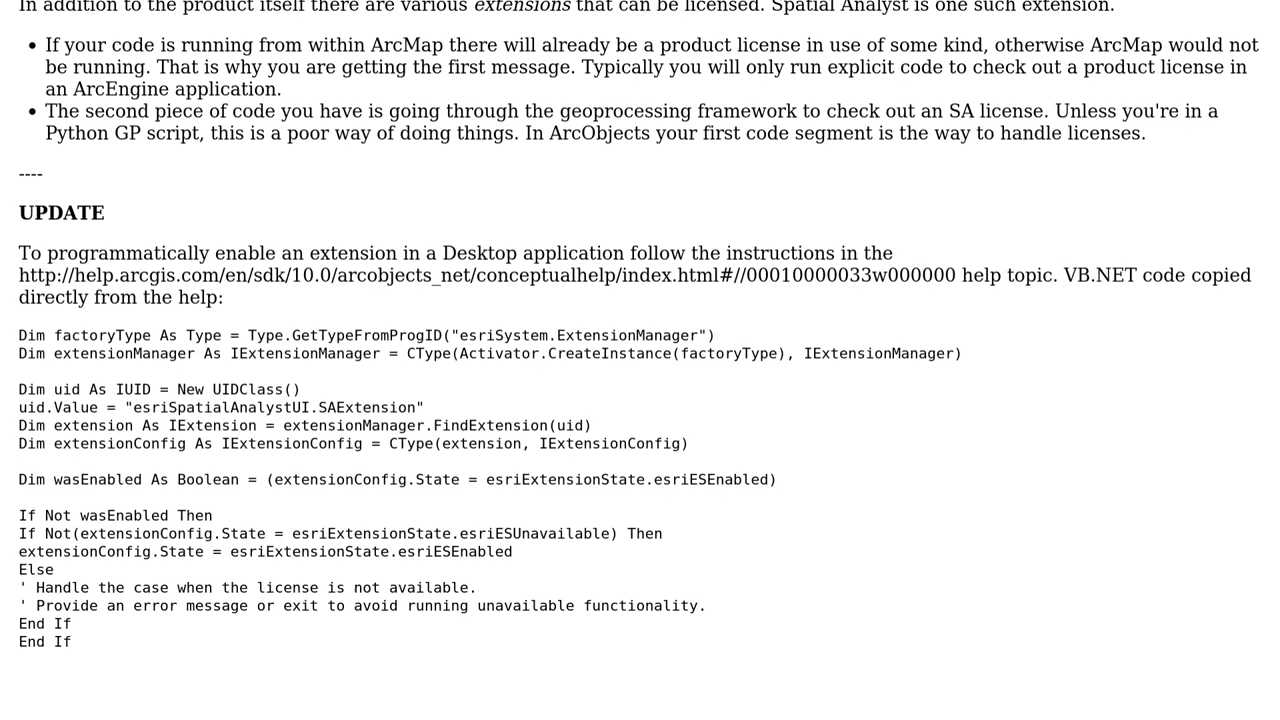 In addition to the product itself there are various extensions that can be licensed. Spatial Analyst is one such extension.
• If your code is running from within ArcMap there will already be a product license in use of some kind, otherwise ArcMap would not
be running. That is why you are getting the first message. Typically you will only run explicit code to check out a product license in
an ArcEngine application.
• The second piece of code you have is going through the geoprocessing framework to check out an SA license. Unless you're in a
Python GP script, this is a poor way of doing things. In ArcObjects your first code segment is the way to handle licenses.
----
UPDATE
To programmatically enable an extension in a Desktop application follow the instructions in the
http://help.arcgis.com/en/sdk/10.0/arcobjects_net/conceptualhelp/index.html#//00010000033w000000 help topic. VB.NET code copied
directly from the help:
Dim factoryType As Type = Type.GetTypeFromProgID("esriSystem.ExtensionManager")
Dim extensionManager As IExtensionManager = CType(Activator.CreateInstance(factoryType), IExtensionManager)
Dim uid As IUID = New UIDClass()
uid.Value = "esriSpatialAnalystUI.SAExtension"
Dim extension As IExtension = extensionManager.FindExtension(uid)
Dim extensionConfig As IExtensionConfig = CType(extension, IExtensionConfig)
Dim wasEnabled As Boolean = (extensionConfig.State = esriExtensionState.esriESEnabled)
If Not wasEnabled Then
If Not(extensionConfig.State = esriExtensionState.esriESUnavailable) Then
extensionConfig.State = esriExtensionState.esriESEnabled
Else
' Handle the case when the license is not available.
' Provide an error message or exit to avoid running unavailable functionality.
End If
End If